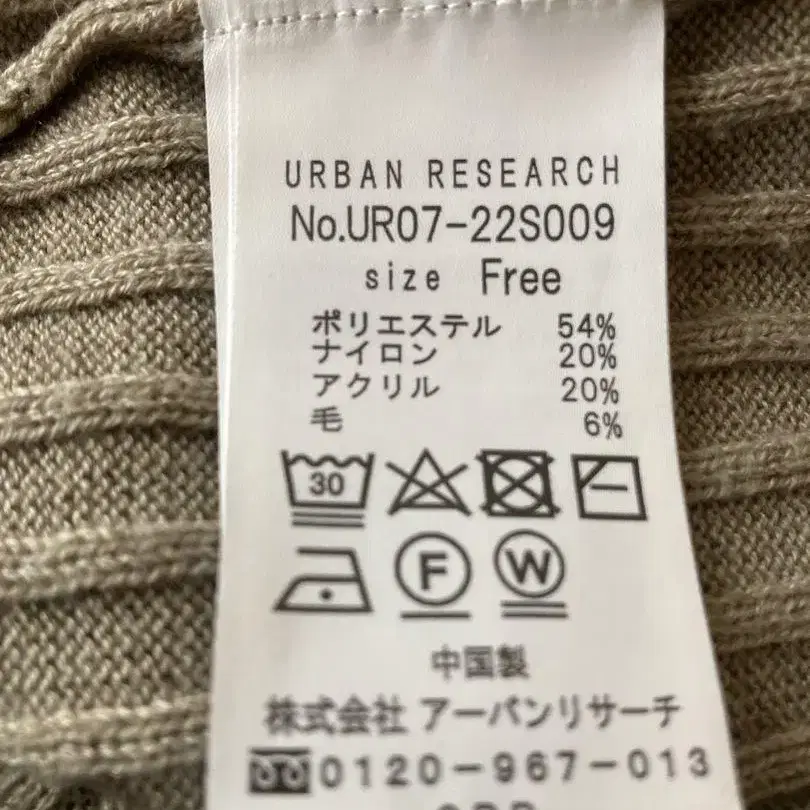 URBAN RESEARCH
No.UR07-22S009
size Free
ポリエステル 54%
ナイロン 20%
アクリル 20%
毛 6%
30
F W
中国製
株式会社 アーバンリサーチ
0120-967-013